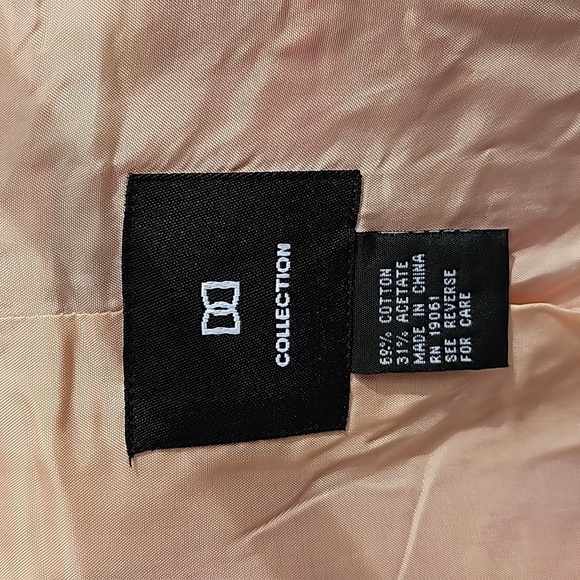 COLLECTION
69% COTTON
31% ACETATE
MADE IN CHINA
RN 19061
SEE REVERSE
FOR CARE